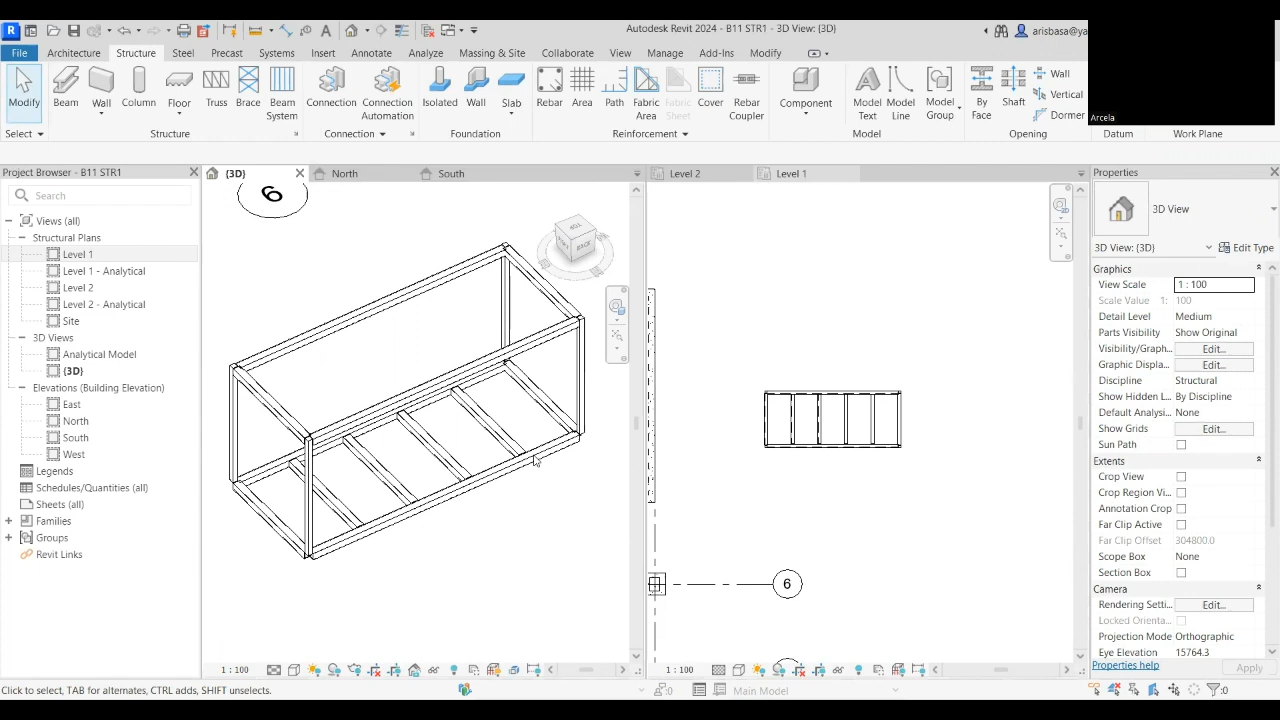 Autodesk Revit 2024 - B11 STR1 - 3D View: {3D}
arisbasa@ya
File Architecture Structure Steel Precast Systems Insert Annotate Analyze Massing & Site Collaborate View Manage Add-Ins Modify
Modify Beam Wall Column Floor Truss Brace Beam System Connection Connection Automation Isolated Wall Slab Rebar Area Path Fabric Area Fabric Sheet Cover Rebar Coupler Component Model Text Model Line Model Group By Face Shaft Wall Vertical Dormer
Arcela
Select Structure Connection Foundation Reinforcement Model Opening Datum Work Plane
Project Browser - B11 STR1
{3D} North South Level 2 Level 1
Properties
Search
3D View
Views (all)
Structural Plans
Level 1
Level 1 - Analytical
Level 2
Level 2 - Analytical
Site
3D Views
Analytical Model
{3D}
Elevations (Building Elevation)
East
North
South
West
Legends
Schedules/Quantities (all)
Sheets (all)
Families
Groups
Revit Links
6
BACK
6
3D View: {3D} Edit Type
Graphics
View Scale 1 : 100
Scale Value 1: 100
Detail Level Medium
Parts Visibility Show Original
Visibility/Graph... Edit...
Graphic Displa... Edit...
Discipline Structural
Show Hidden L... By Discipline
Default Analysi... None
Show Grids Edit...
Sun Path
Extents
Crop View
Crop Region Vi...
Annotation Crop
Far Clip Active
Far Clip Offset 304800.0
Scope Box None
Section Box
Camera
Rendering Setti... Edit...
Locked Orienta...
Projection Mode Orthographic
Eye Elevation 15764.3
Properties help Apply
1 : 100
1 : 100
Click to select, TAB for alternates, CTRL adds, SHIFT unselects.
:0
Main Model
:0